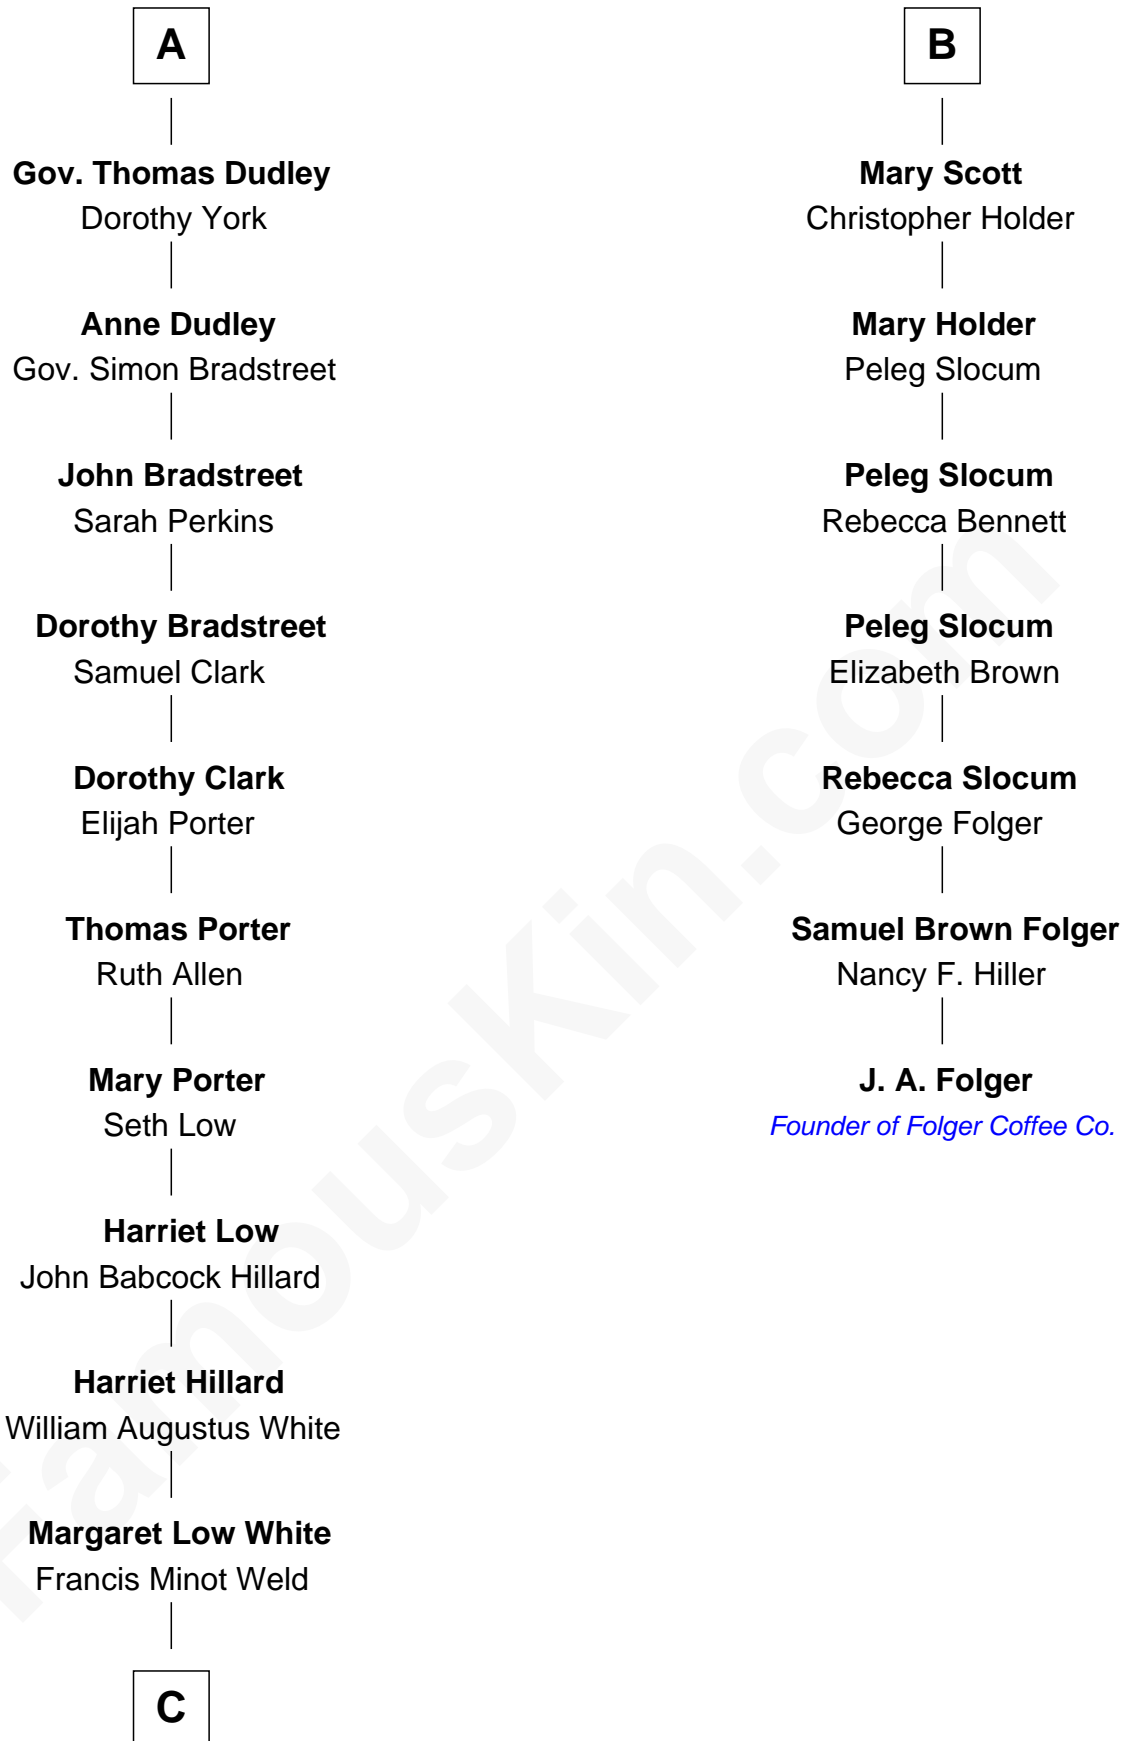 A
Gov. Thomas Dudley
Dorothy York
Anne Dudley
Gov. Simon Bradstreet
John Bradstreet
Sarah Perkins
Dorothy Bradstreet
Samuel Clark
Dorothy Clark
Elijah Porter
Thomas Porter
Ruth Allen
Mary Porter
Seth Low
Harriet Low
John Babcock Hillard
Harriet Hillard
William Augustus White
Margaret Low White
Francis Minot Weld
C
B
Mary Scott
Christopher Holder
Mary Holder
Peleg Slocum
Peleg Slocum
Rebecca Bennett
Peleg Slocum
Elizabeth Brown
Rebecca Slocum
George Folger
Samuel Brown Folger
Nancy F. Hiller
J. A. Folger
Founder of Folger Coffee Co.
FamousKin.com